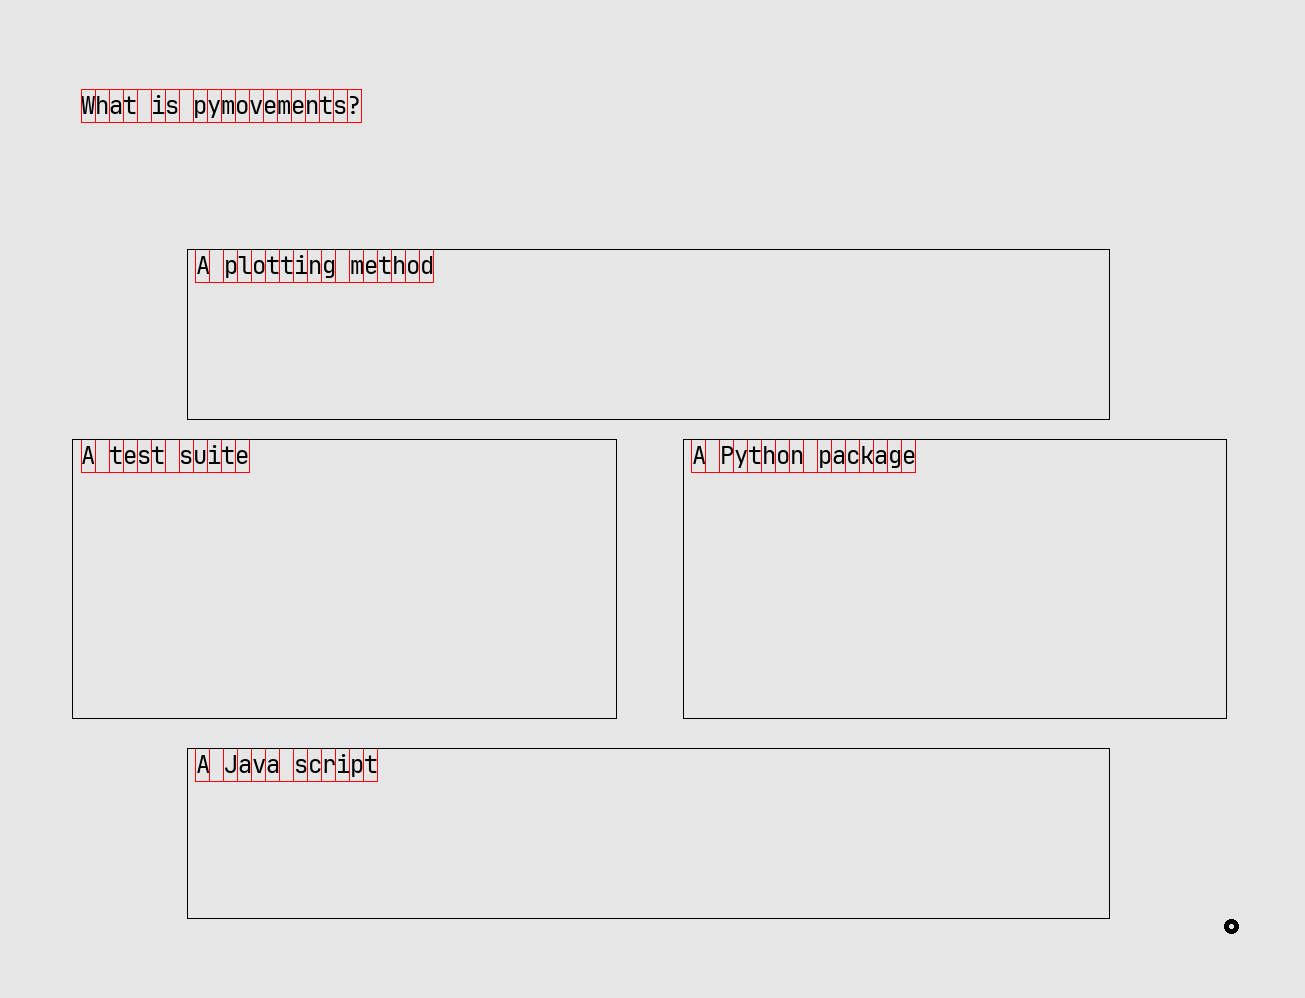 What is pymovements?
A plotting method
A test suite
A Python package
A Java script